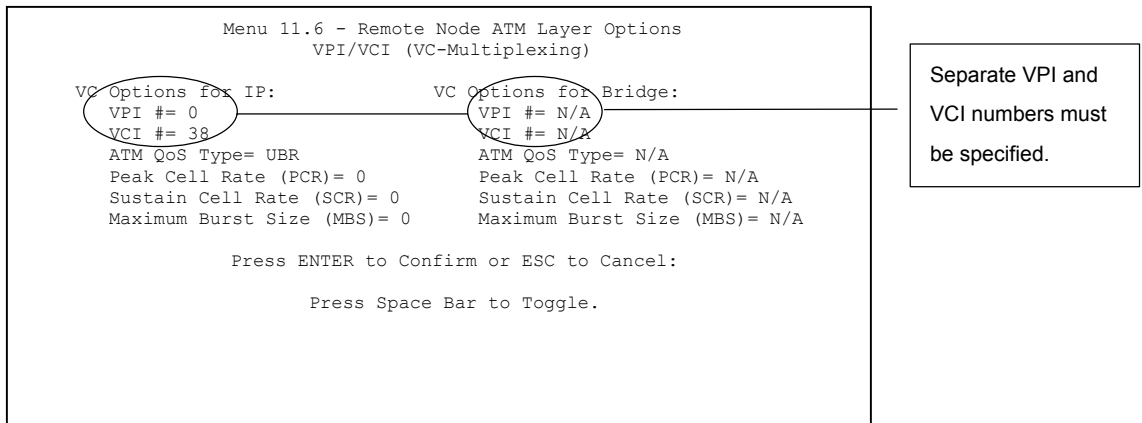 Menu 11.6 - Remote Node ATM Layer Options
VPI/VCI (VC-Multiplexing)
VC Options for IP: VC Options for Bridge:
VPI #= 0 VPI #= N/A
VCI #= 38 VCI #= N/A
ATM QoS Type= UBR ATM QoS Type= N/A
Peak Cell Rate (PCR)= 0 Peak Cell Rate (PCR)= N/A
Sustain Cell Rate (SCR)= 0 Sustain Cell Rate (SCR)= N/A
Maximum Burst Size (MBS)= 0 Maximum Burst Size (MBS)= N/A
Press ENTER to Confirm or ESC to Cancel:
Press Space Bar to Toggle.
Separate VPI and
VCI numbers must
be specified.